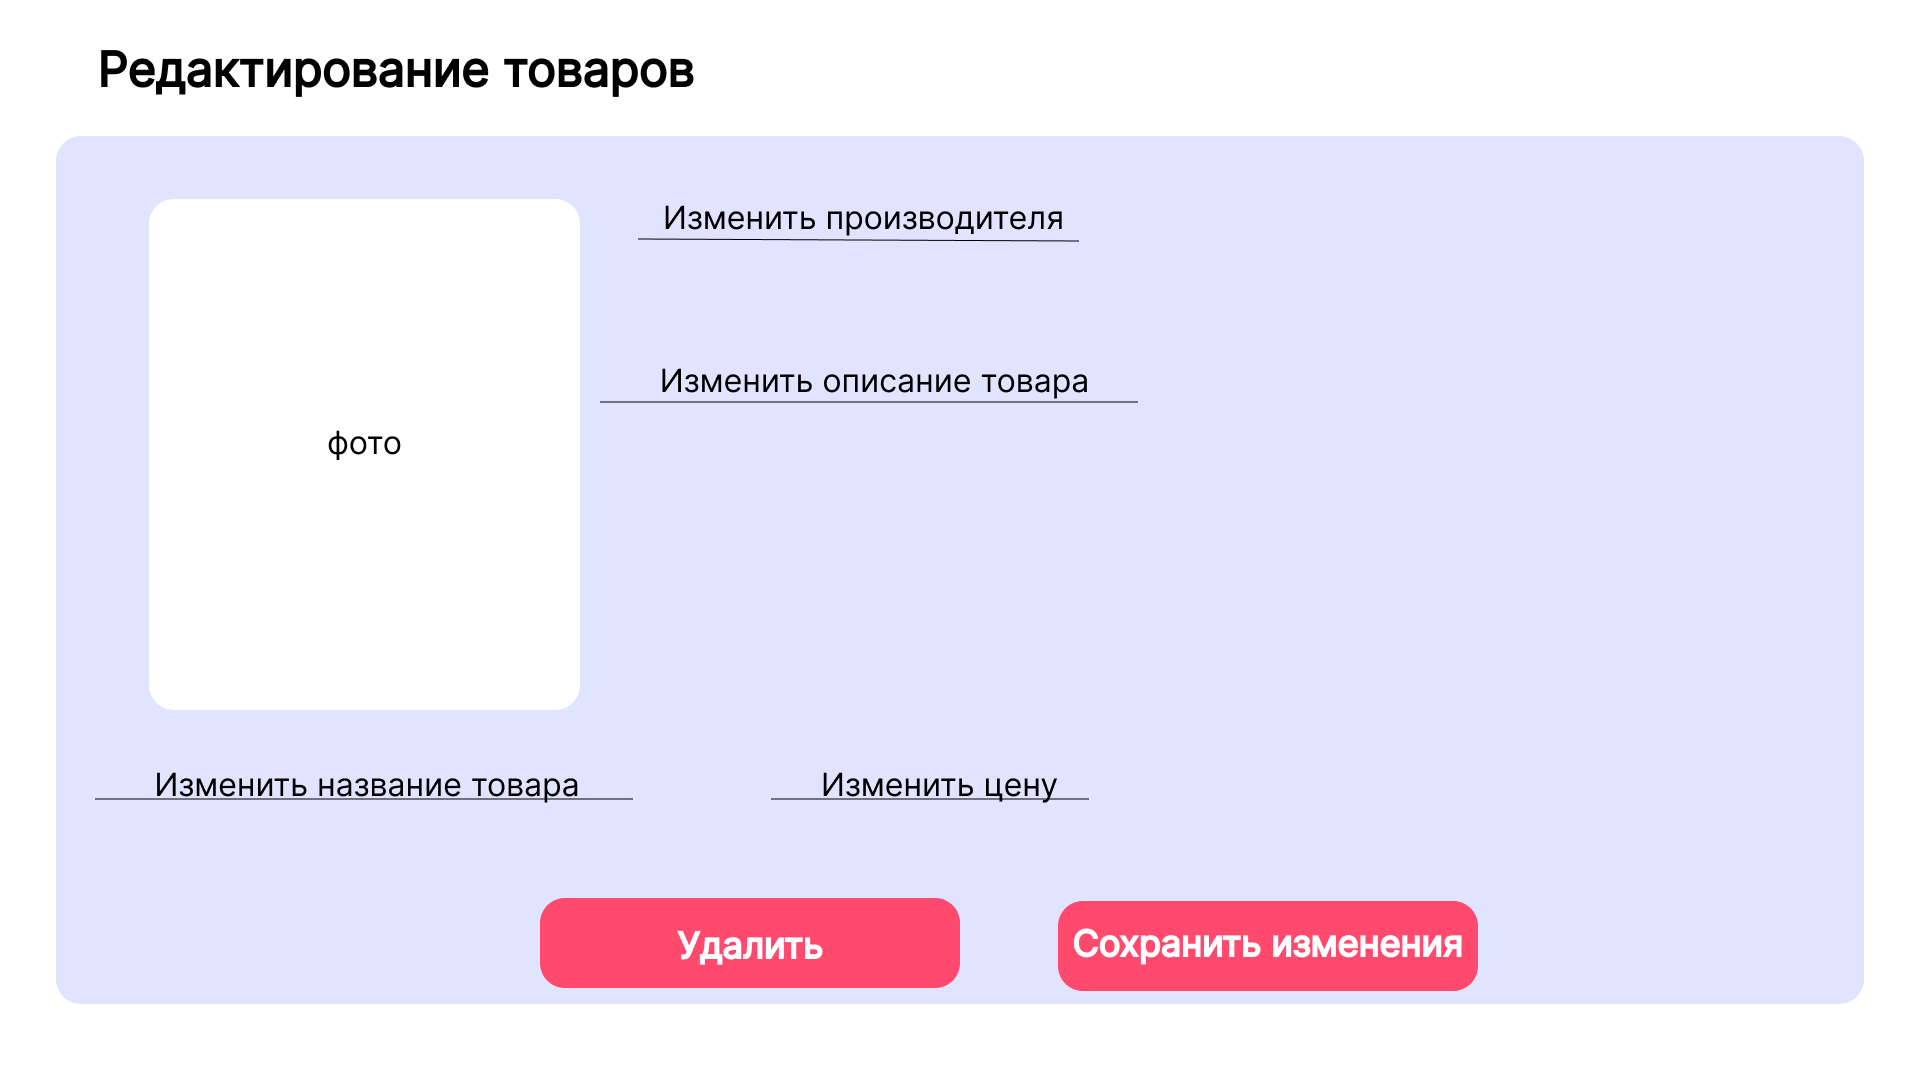 Редактирование товаров
Изменить производителя
Изменить описание товара
фото
Изменить название товара
Изменить цену
Удалить
Сохранить изменения